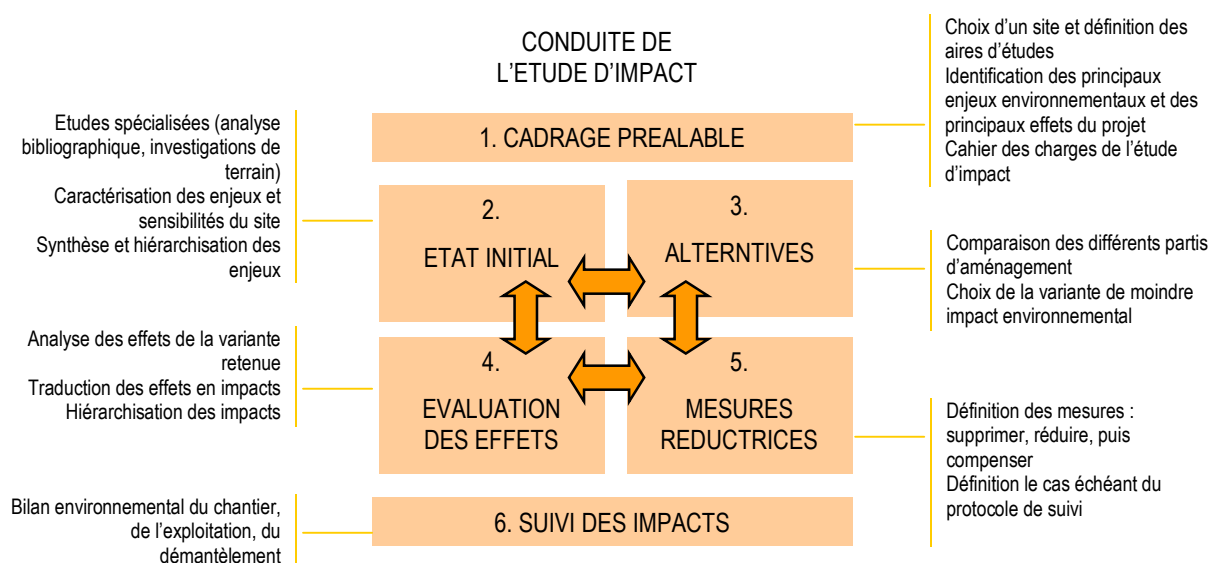 CONDUITE DE
L'ETUDE D'IMPACT
1. CADRAGE PREALABLE
Choix d'un site et définition des
aires d'études
Identification des principaux
enjeux environnementaux et des
principaux effets du projet
Cahier des charges de l'étude
d'impact
Etudes spécialisées (analyse
bibliographique, investigations de
terrain)
Caractérisation des enjeux et
sensibilités du site
Synthèse et hiérarchisation des
enjeux
2.
ETAT INITIAL
3.
ALTERNTIVES
Comparaison des différents partis
d'aménagement
Choix de la variante de moindre
impact environnemental
Analyse des effets de la variante
retenue
Traduction des effets en impacts
Hiérarchisation des impacts
4.
EVALUATION
DES EFFETS
5.
MESURES
REDUCTRICES
Définition des mesures :
supprimer, réduire, puis
compenser
Définition le cas échéant du
protocole de suivi
Bilan environnemental du chantier,
de l'exploitation, du
démantèlement
6. SUIVI DES IMPACTS